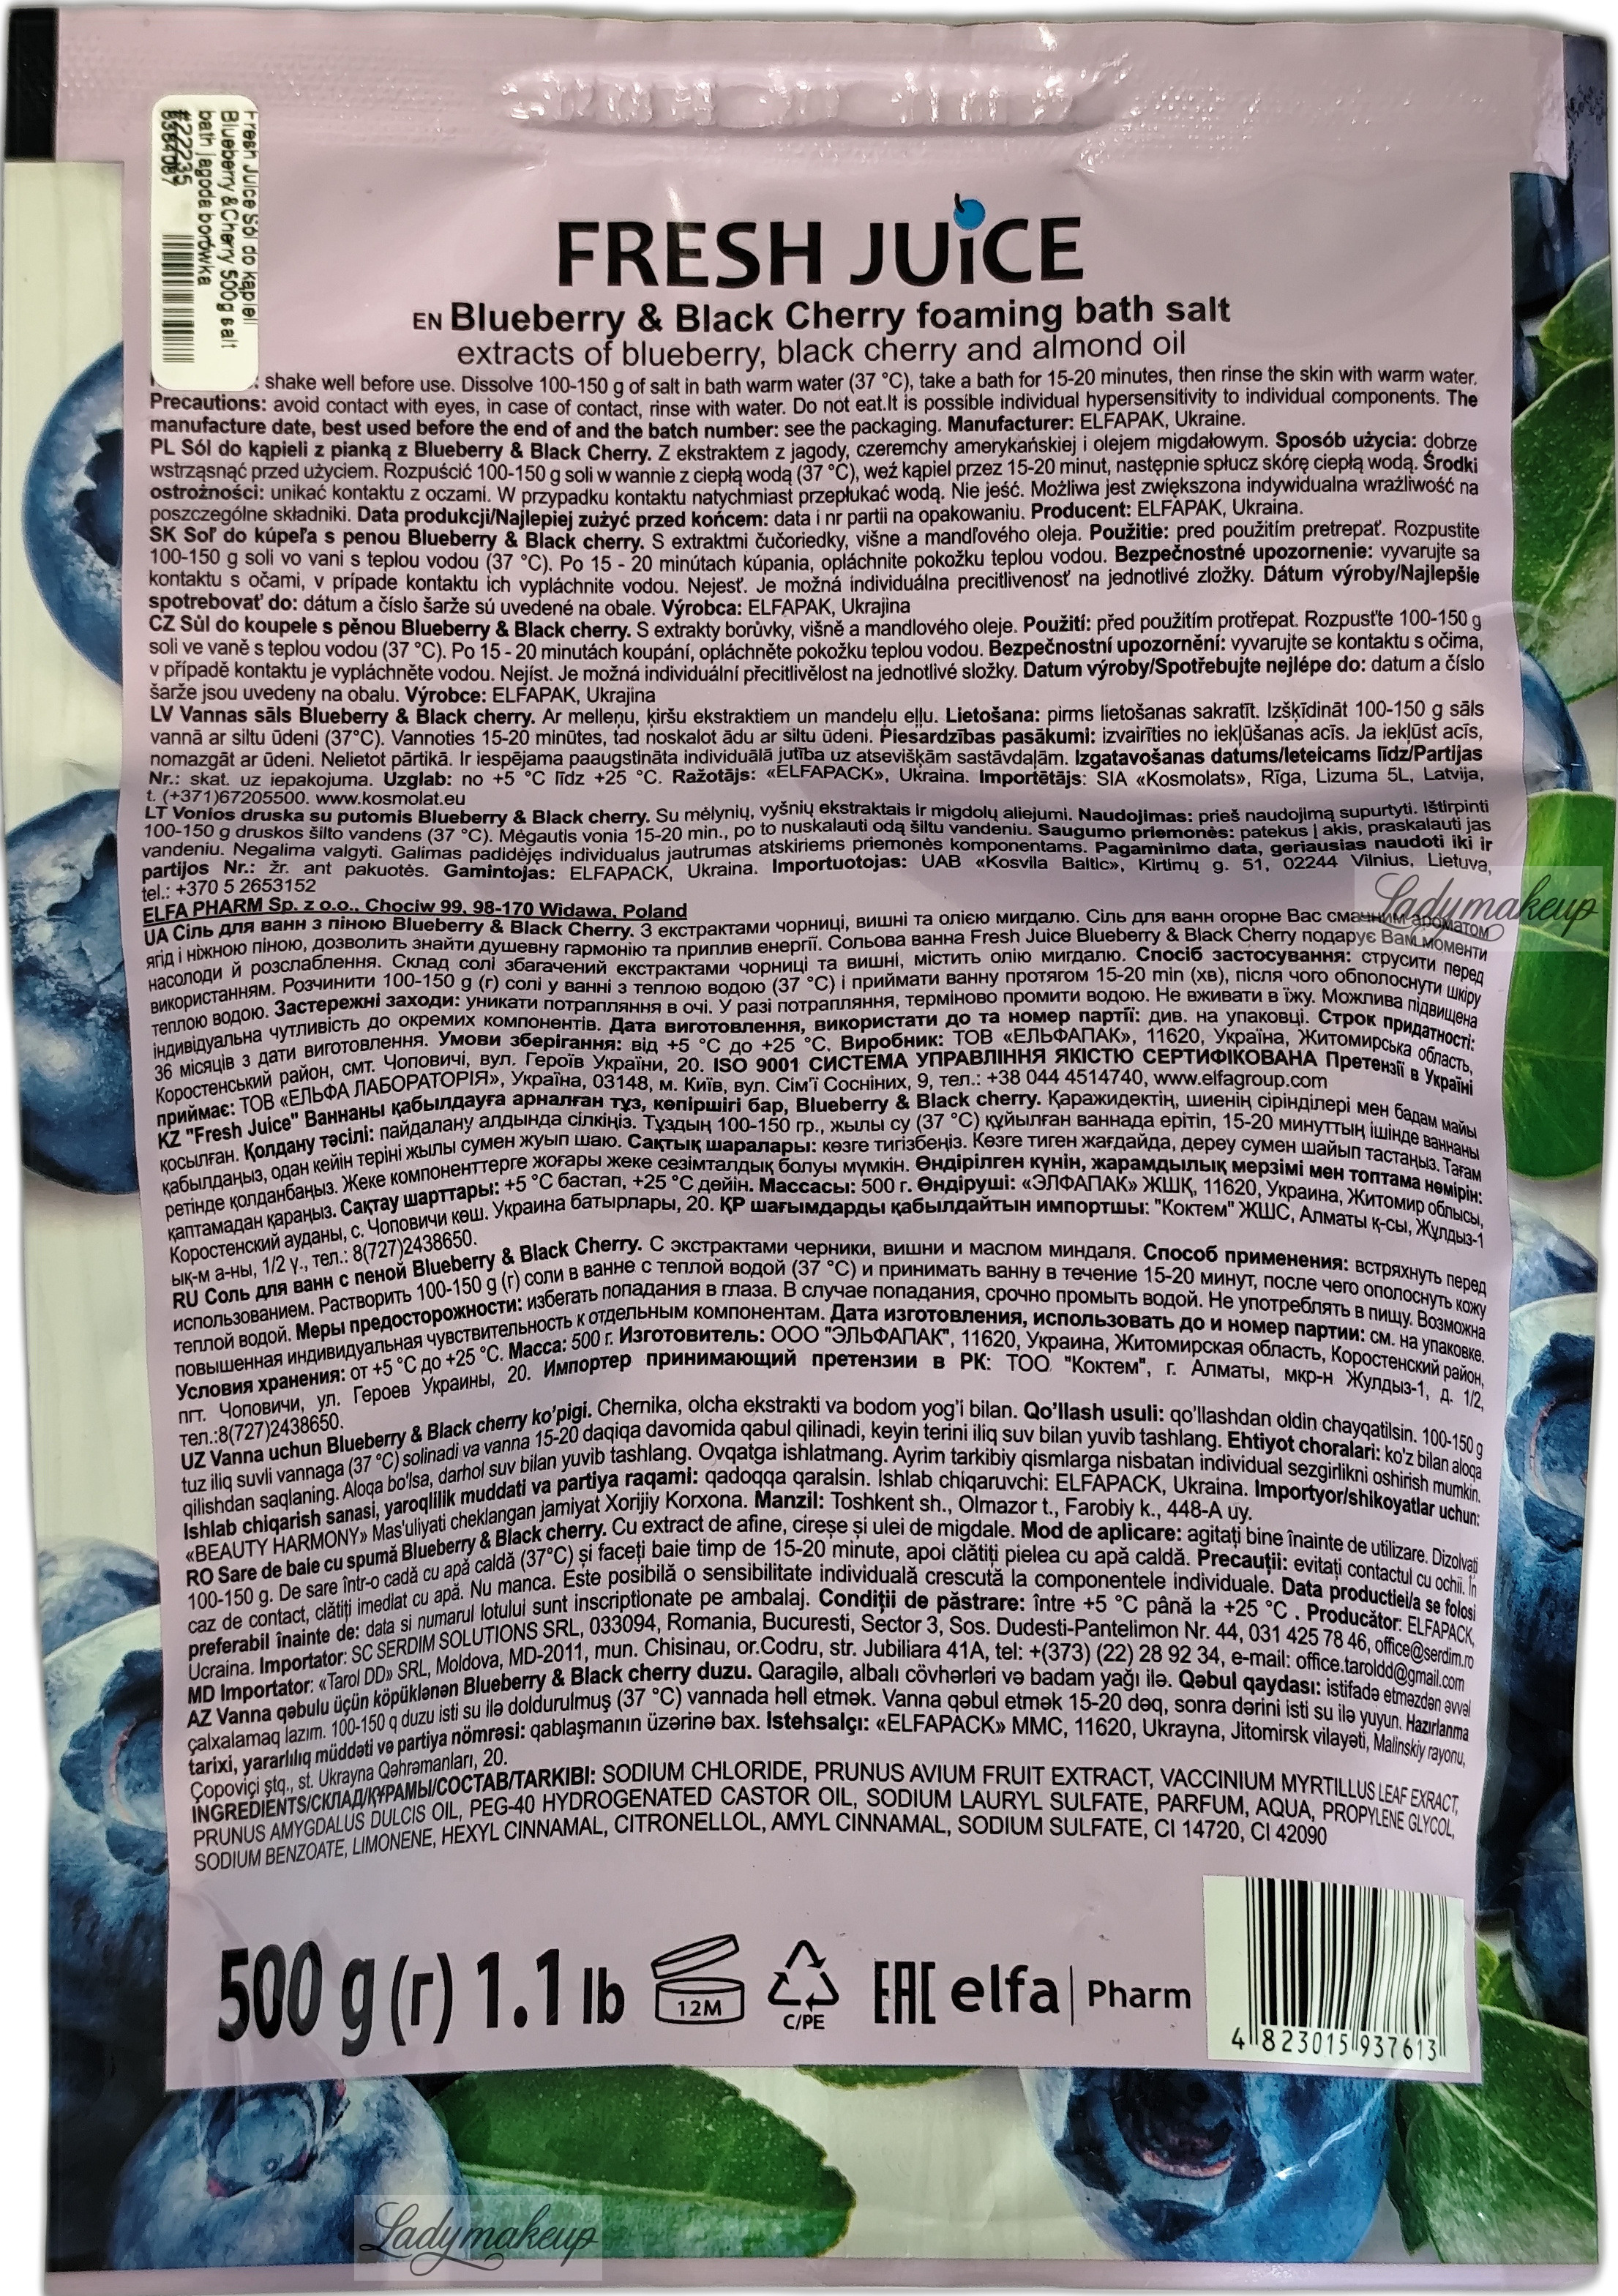 Fresh Juice Sól do kąpieli
Blueberry & Cherry 500g salt
bath jagoda borówka
#22235
FRESH JUiCE
EN Blueberry & Black Cherry foaming bath salt
extracts of blueberry, black cherry and almond oil
: shake well before use. Dissolve 100-150 g of salt in bath warm water (37 °C), take a bath for 15-20 minutes, then rinse the skin with warm water.
Precautions: avoid contact with eyes, in case of contact, rinse with water. Do not eat.It is possible individual hypersensitivity to individual components. The
manufacture date, best used before the end of and the batch number: see the packaging. Manufacturer: ELFAPAK, Ukraine.
PL Sól do kąpieli z pianką z Blueberry & Black Cherry. Z ekstraktem z jagody, czeremchy amerykańskiej i olejem migdałowym. Sposób użycia: dobrze
wstrząsnąć przed użyciem. Rozpuścić 100-150 g soli w wannie z ciepłą wodą (37 °C), weź kąpiel przez 15-20 minut, następnie spłucz skórę ciepłą wodą. Środki
ostrożności: unikać kontaktu z oczami. W przypadku kontaktu natychmiast przepłukać wodą. Nie jeść. Możliwa jest zwiększona indywidualna wrażliwość na
poszczególne składniki. Data produkcji/Najlepiej zużyć przed końcem: data i nr partii na opakowaniu. Producent: ELFAPAK, Ukraina.
SK Soľ do kúpeľa s penou Blueberry & Black cherry. S extraktmi čučoriedky, višne a mandľového oleja. Použitie: pred použitím pretrepať. Rozpustite
100-150 g soli vo vani s teplou vodou (37 °C). Po 15 - 20 minútach kúpania, opláchnite pokožku teplou vodou. Bezpečnostné upozornenie: vyvarujte sa
kontaktu s očami, v prípade kontaktu ich vypláchnite vodou. Nejesť. Je možná individuálna precitlivenosť na jednotlivé zložky. Dátum výroby/Najlepšie
spotrebovať do: dátum a číslo šarže sú uvedené na obale. Výrobca: ELFAPAK, Ukrajina
CZ Sůl do koupele s pěnou Blueberry & Black cherry. S extrakty borůvky, višně a mandlového oleje. Použití: před použitím protřepat. Rozpusťte 100-150 g
soli ve vaně s teplou vodou (37 °C). Po 15 - 20 minutách koupání, opláchněte pokožku teplou vodou. Bezpečnostní upozornění: vyvarujte se kontaktu s očima,
v případě kontaktu je vypláchněte vodou. Nejíst. Je možná individuální přecitlivělost na jednotlivé složky. Datum výroby/Spotřebujte nejlépe do: datum a číslo
šarže jsou uvedeny na obalu. Výrobce: ELFAPAK, Ukrajina
LV Vannas sāls Blueberry & Black cherry. Ar melleņu, ķiršu ekstraktiem un mandeļu eļļu. Lietošana: pirms lietošanas sakratīt. Izšķīdināt 100-150 g sāls
vannā ar siltu ūdeni (37°C). Vannoties 15-20 minūtes, tad noskalot ādu ar siltu ūdeni. Piesardzības pasākumi: izvairīties no iekļūšanas acīs. Ja iekļūst acīs,
nomazgāt ar ūdeni. Nelietot pārtikā. Ir iespējama paaugstināta individuālā jutība uz atsevišķām sastāvdaļām. Izgatavošanas datums/Ieteicams līdz/Partijas
Nr.: skat. uz iepakojuma. Uzglab: no +5 °C līdz +25 °C. Ražotājs: «ELFAPACK», Ukraina. Importētājs: SIA «Kosmolats», Rīga, Lizuma 5L, Latvija,
t. (+371)67205500. www.kosmolat.eu
LT Vonios druska su putomis Blueberry & Black cherry. Su mėlynių, vyšnių ekstraktais ir migdolų aliejumi. Naudojimas: prieš naudojimą supurtyti. Ištirpinti
100-150 g druskos šilto vandens (37 °C). Mėgautis vonia 15-20 min., po to nuskalauti odą šiltu vandeniu. Saugumo priemonės: patekus į akis, praskalauti jas
vandeniu. Negalima valgyti. Galimas padidėjęs individualus jautrumas atskiriems priemonės komponentams. Pagaminimo data, geriausias naudoti iki ir
partijos Nr.: žr. ant pakuotės. Gamintojas: ELFAPACK, Ukraina. Importuotojas: UAB «Kosvila Baltic», Kirtimų g. 51, 02244 Vilnius, Lietuva,
tel.: +370 5 2653152
ELFA PHARM Sp. z o.o., Chociw 99, 98-170 Widawa, Poland
UA Сіль для ванн з піною Blueberry & Black Cherry. З екстрактами чорниці, вишні та олією мигдалю. Сіль для ванн огорне Вас смачним ароматом
ягід і ніжною піною, дозволить знайти душевну гармонію та приплив енергії. Сольова ванна Fresh Juice Blueberry & Black Cherry подарує Вам моменти
насолоди й розслаблення. Склад солі збагачений екстрактами чорниці та вишні, містить олію мигдалю. Спосіб застосування: струсити перед
використанням. Розчинити 100-150 g (г) солі у ванні з теплою водою (37 °C) і приймати ванну протягом 15-20 min (хв), після чого обполоснути шкіру
теплою водою. Застережні заходи: уникати потрапляння в очі. У разі потрапляння, терміново промити водою. Не вживати в їжу. Можлива підвищена
індивідуальна чутливість до окремих компонентів. Дата виготовлення, використати до та номер партії: див. на упаковці. Строк придатності:
36 місяців з дати виготовлення. Умови зберігання: від +5 °C до +25 °C. Виробник: ТОВ «ЕЛЬФАПАК», 11620, Україна, Житомирська область,
Коростенський район, смт. Чоповичі, вул. Героїв України, 20. ISO 9001 СИСТЕМА УПРАВЛІННЯ ЯКІСТЮ СЕРТИФІКОВАНА Претензії в Україні
приймає: ТОВ «ЕЛЬФА ЛАБОРАТОРІЯ», Україна, 03148, м. Київ, вул. Сім'ї Сосніних, 9, тел.: +38 044 4514740, www.elfagroup.com
KZ "Fresh Juice" Ваннаны қабылдауға арналған тұз, көпіршігі бар, Blueberry & Black cherry. Қаражидектің, шиенің сірінділері мен бадам майы
қосылған. Қолдану тәсілі: пайдалану алдында сілкіңіз. Тұздың 100-150 гр., жылы су (37 °C) құйылған ваннада ерітіп, 15-20 минуттың ішінде ваннаны
қабылдаңыз, одан кейін теріні жылы сумен жуып шаю. Сақтық шаралары: көзге тигізбеңіз. Көзге тиген жағдайда, дереу сумен шайып тастаңыз. Тағам
ретінде қолданбаңыз. Жеке компоненттерге жоғары жеке сезімталдық болуы мүмкін. Өндірілген күнін, жарамдылық мерзімі мен топтама нөмірін:
қаптамадан қараңыз. Сақтау шарттары: +5 °C бастап, +25 °C дейін. Массасы: 500 г. Өндіруші: «ЭЛФАПАК» ЖШҚ, 11620, Украина, Житомир облысы,
Коростенский ауданы, с. Чоповичи көш. Украина батырлары, 20. ҚР шағымдарды қабылдайтын импортшы: "Коктем" ЖШС, Алматы қ-сы, Жұлдыз-1
ық-м а-ны, 1/2 ү., тел.: 8(727)2438650.
RU Соль для ванн с пеной Blueberry & Black Cherry. С экстрактами черники, вишни и маслом миндаля. Способ применения: встряхнуть перед
использованием. Растворить 100-150 g (г) соли в ванне с теплой водой (37 °C) и принимать ванну в течение 15-20 минут, после чего ополоснуть кожу
теплой водой. Меры предосторожности: избегать попадания в глаза. В случае попадания, срочно промыть водой. Не употреблять в пищу. Возможна
повышенная индивидуальная чувствительность к отдельным компонентам. Дата изготовления, использовать до и номер партии: см. на упаковке.
Условия хранения: от +5 °C до +25 °C. Масса: 500 г. Изготовитель: ООО "ЭЛЬФАПАК", 11620, Украина, Житомирская область, Коростенский район,
пгт. Чоповичи, ул. Героев Украины, 20. Импортер принимающий претензии в РК: ТОО "Коктем", г. Алматы, мкр-н Жулдыз-1, д. 1/2,
тел.:8(727)2438650.
UZ Vanna uchun Blueberry & Black cherry ko'pigi. Chernika, olcha ekstrakti va bodom yog'i bilan. Qo'llash usuli: qo'llashdan oldin chayqatilsin. 100-150 g
tuz iliq suvli vannaga (37 °C) solinadi va vanna 15-20 daqiqa davomida qabul qilinadi, keyin terini iliq suv bilan yuvib tashlang. Ehtiyot choralari: ko'z bilan aloqa
qilishdan saqlaning. Aloqa bo'lsa, darhol suv bilan yuvib tashlang. Ovqatga ishlatmang. Ayrim tarkibiy qismlarga nisbatan individual sezgirlikni oshirish mumkin.
Ishlab chiqarish sanasi, yaroqlilik muddati va partiya raqami: qadoqqa qaralsin. Ishlab chiqaruvchi: ELFAPACK, Ukraina. Importyor/shikoyatlar uchun:
«BEAUTY HARMONY» Mas'uliyati cheklangan jamiyat Xorijiy Korxona. Manzil: Toshkent sh., Olmazor t., Farobiy k., 448-A uy.
RO Sare de baie cu spumă Blueberry & Black cherry. Cu extract de afine, cireșe și ulei de migdale. Mod de aplicare: agitați bine înainte de utilizare. Dizolvați
100-150 g. De sare într-o cadă cu apă caldă (37°C) și faceți baie timp de 15-20 minute, apoi clătiți pielea cu apă caldă. Precauții: evitați contactul cu ochii. În
caz de contact, clătiți imediat cu apă. Nu manca. Este posibilă o sensibilitate individuală crescută la componentele individuale. Data productiei/a se folosi
preferabil înainte de: data si numarul lotului sunt inscriptionate pe ambalaj. Condiții de păstrare: între +5 °C până la +25 °C . Producător: ELFAPACK,
Ucraina. Importator: SC SERDIM SOLUTIONS SRL, 033094, Romania, Bucuresti, Sector 3, Sos. Dudesti-Pantelimon Nr. 44, 031 425 78 46, office@serdim.ro
MD Importator: «Tarol DD» SRL, Moldova, MD-2011, mun. Chisinau, or.Codru, str. Jubiliara 41A, tel: +(373) (22) 28 92 34, e-mail: office.taroldd@gmail.com
AZ Vanna qəbulu üçün köpüklənən Blueberry & Black cherry duzu. Qaragilə, albalı cövhərləri və badam yağı ilə. Qəbul qaydası: istifadə etməzdən əvvəl
çalxalamaq lazım. 100-150 q duzu isti su ilə doldurulmuş (37 °C) vannada həll etmək. Vanna qəbul etmək 15-20 dəq, sonra dərini isti su ilə yuyun. Hazırlanma
tarixi, yararlılıq müddəti və partiya nömrəsi: qablaşmanın üzərinə bax. Istehsalçı: «ELFAPACK» MMC, 11620, Ukrayna, Jitomirsk vilayəti, Malinskiy rayonu,
Çopoviçi ştq., st. Ukrayna Qəhrəmanları, 20.
INGREDIENTS/СКЛАД/ҚҰРАМЫ/СОСТАВ/TARKIBI: SODIUM CHLORIDE, PRUNUS AVIUM FRUIT EXTRACT, VACCINIUM MYRTILLUS LEAF EXRACT,
PRUNUS AMYGDALUS DULCIS OIL, PEG-40 HYDROGENATED CASTOR OIL, SODIUM LAURYL SULFATE, PARFUM, AQUA, PROPYLENE GLYCOL,
SODIUM BENZOATE, LIMONENE, HEXYL CINNAMAL, CITRONELLOL, AMYL CINNAMAL, SODIUM SULFATE, CI 14720, CI 42090
500 g (г) 1.1 lb
12M
C/PE
EAC
elfa | Pharm
4 823015 937613
Ladymakeup
Ladymakeup